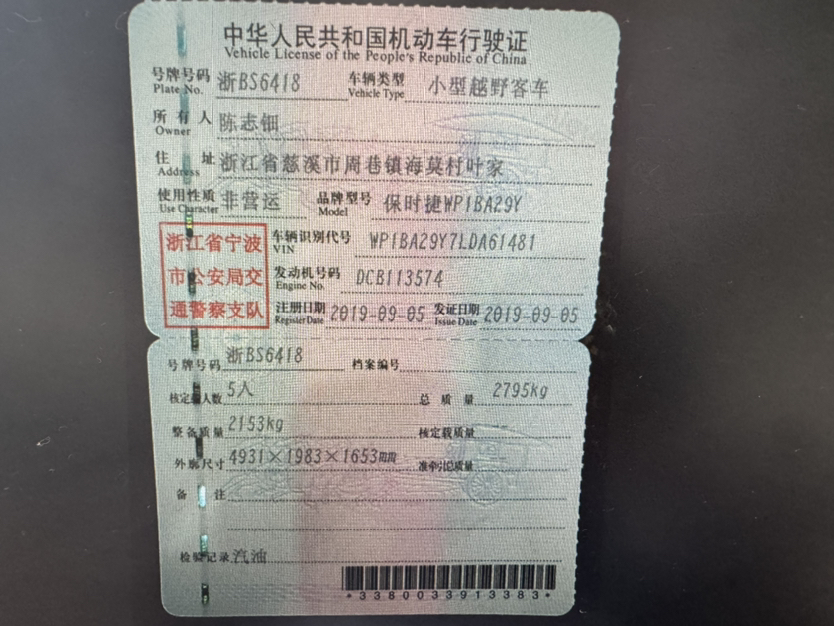 中华人民共和国机动车行驶证
Vehicle License of the People's Republic of China
号牌号码 浙BS6418 车辆类型 小型越野客车
Plate No. Vehicle Type
所有人 陈志钿
Owner
住址 浙江省慈溪市周巷镇海莫村叶家
Address
使用性质 非营运 品牌型号 保时捷WP1BA29Y
Use Character Model
浙江省宁波 车辆识别代号 WP1BA29Y7LDA61481
VIN
市公安局交 发动机号码 DCB113574
Engine No.
通警察支队 注册日期 2019-09-05 发证日期 2019-09-05
Register Date Issue Date
号牌号码 浙BS6418 档案编号
核定载人数 5人 总质量 2795kg
整备质量 2153kg 核定载质量
外廓尺寸 4931×1983×1653mm 准牵引总质量
备注
检验记录 汽油
*3380033913383*